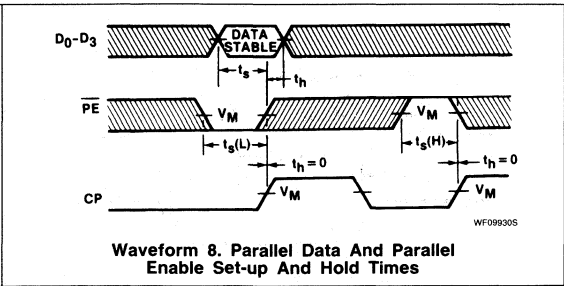 D0-D3
DATA
STABLE
ts
th
PE
VM
VM
ts(L)
ts(H)
th = 0
th = 0
CP
VM
VM
WF09930S
Waveform 8. Parallel Data And Parallel
Enable Set-up And Hold Times